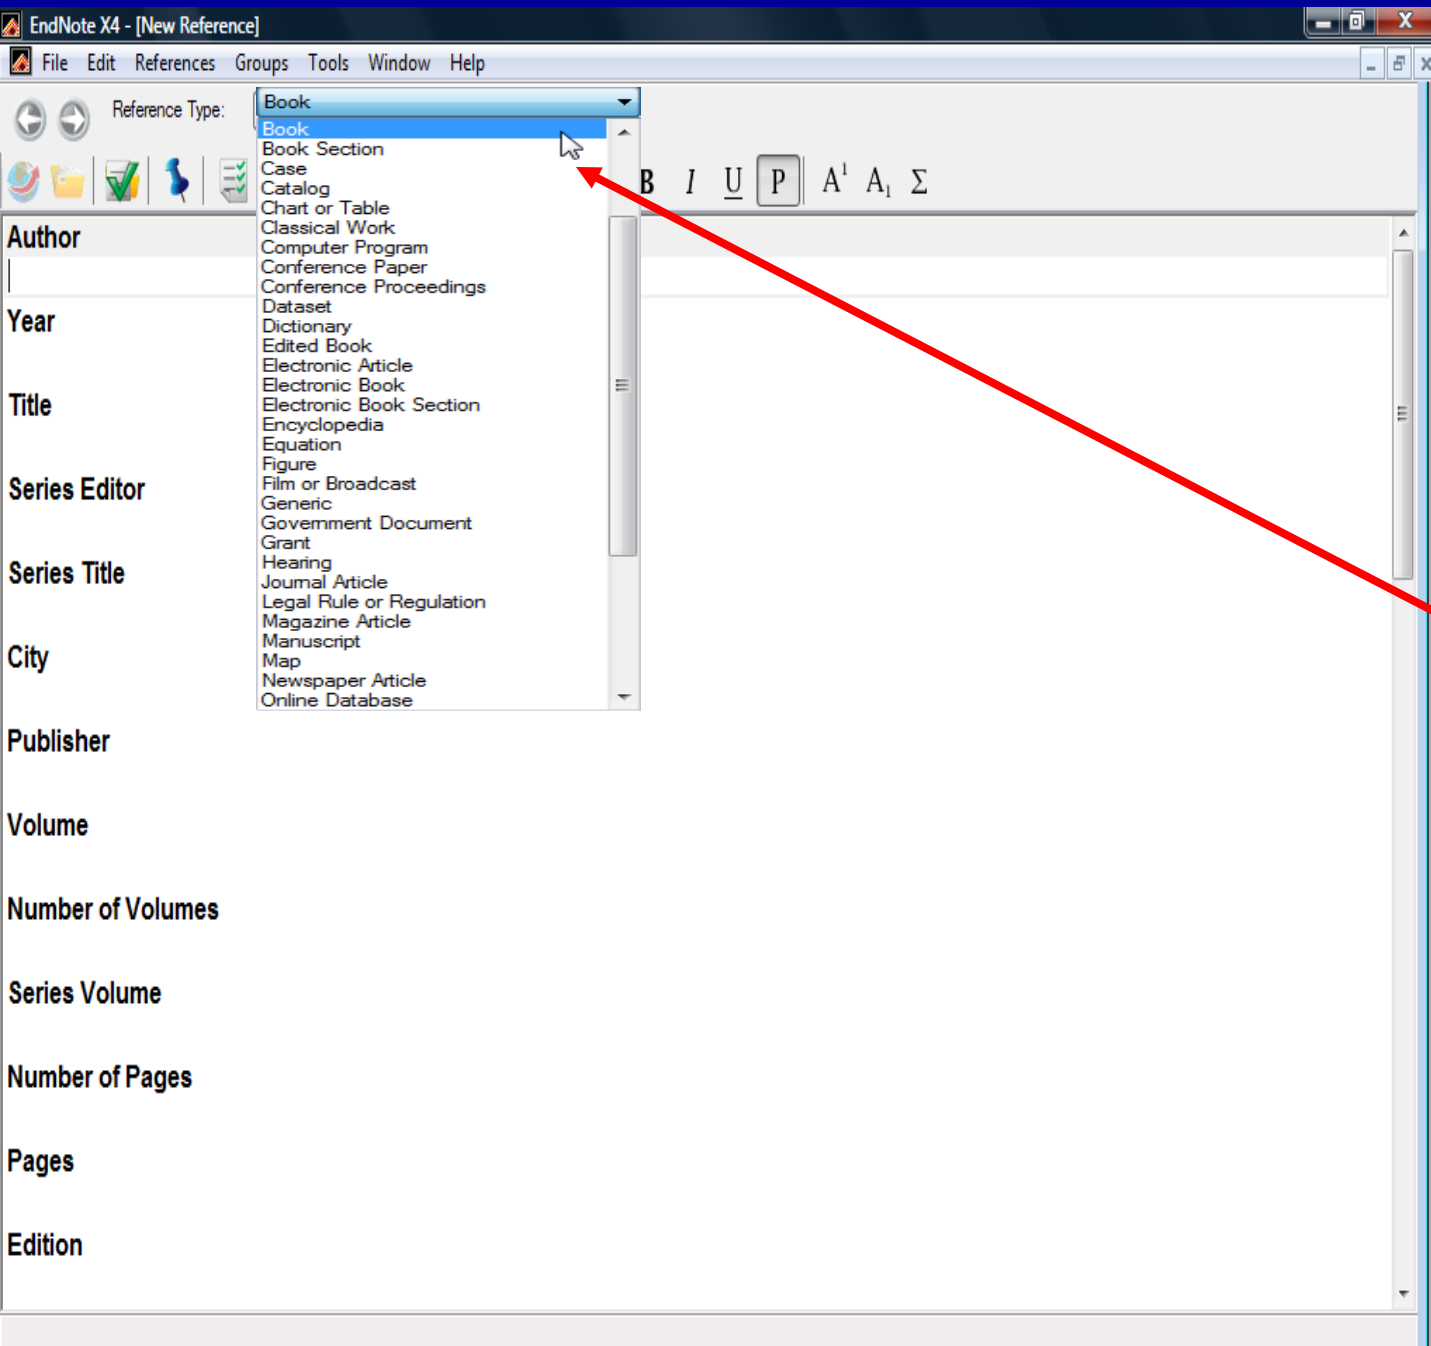 EndNote X4 - [New Reference]
File Edit References Groups Tools Window Help
Reference Type: Book
Book
Book Section
Case
Catalog
Chart or Table
Classical Work
Computer Program
Conference Paper
Conference Proceedings
Dataset
Dictionary
Edited Book
Electronic Article
Electronic Book
Electronic Book Section
Encyclopedia
Equation
Figure
Film or Broadcast
Generic
Government Document
Grant
Hearing
Journal Article
Legal Rule or Regulation
Magazine Article
Manuscript
Map
Newspaper Article
Online Database
B I U P A¹ A₁ Σ
Author
Year
Title
Series Editor
Series Title
City
Publisher
Volume
Number of Volumes
Series Volume
Number of Pages
Pages
Edition